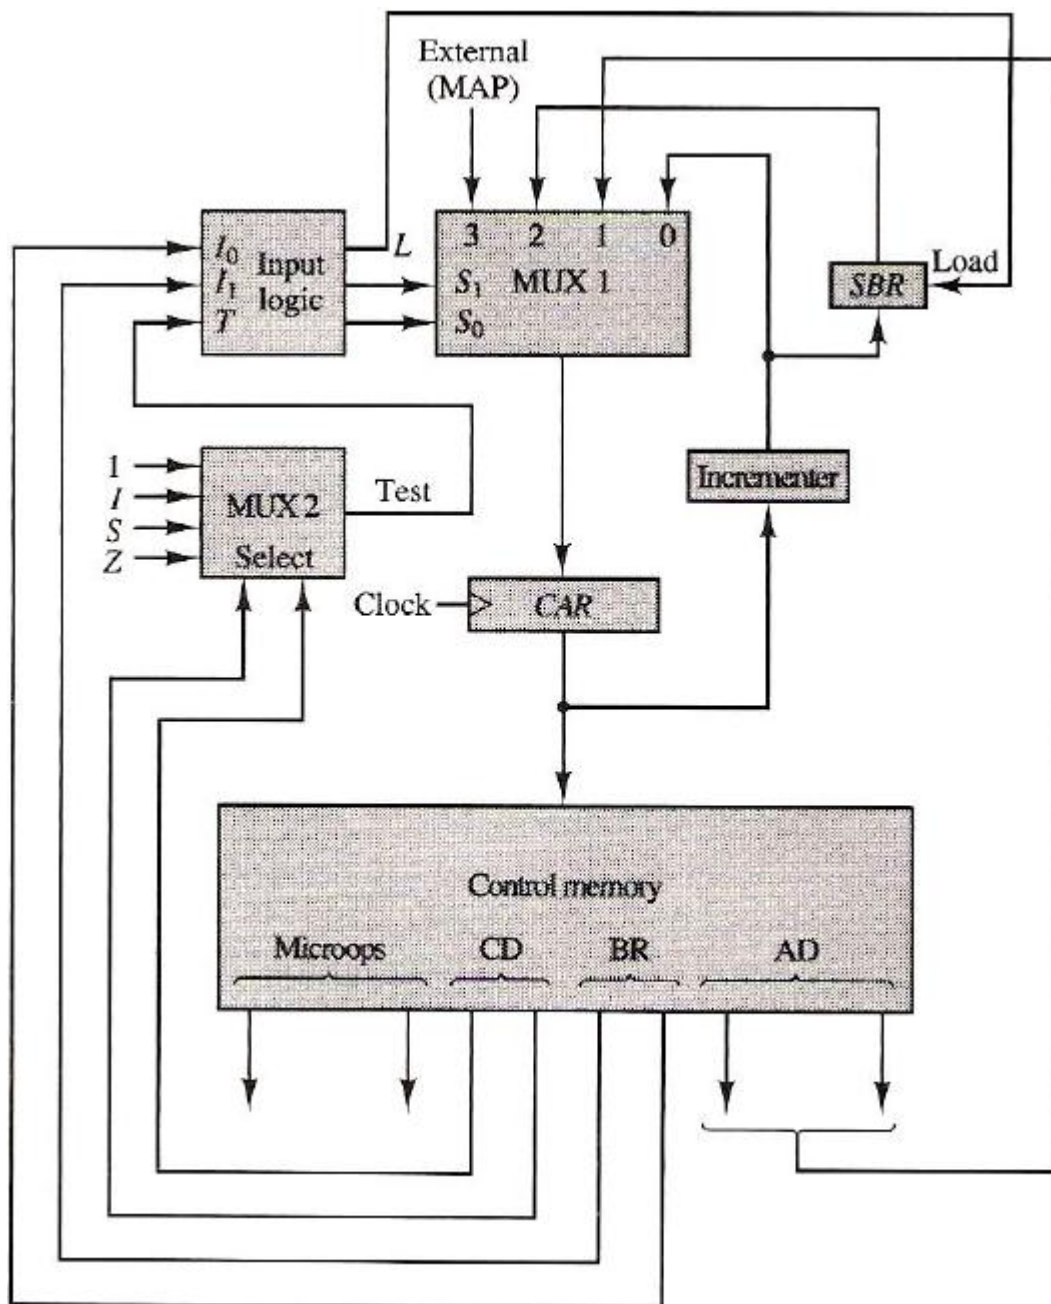 External
(MAP)
3 2 1 0
I₀
L
Input
logic
I₁
S₁
MUX 1
T
S₀
Load
SBR
1
I
S
Z
MUX 2
Select
Test
Incrementer
Clock
CAR
Control memory
Microops CD BR AD